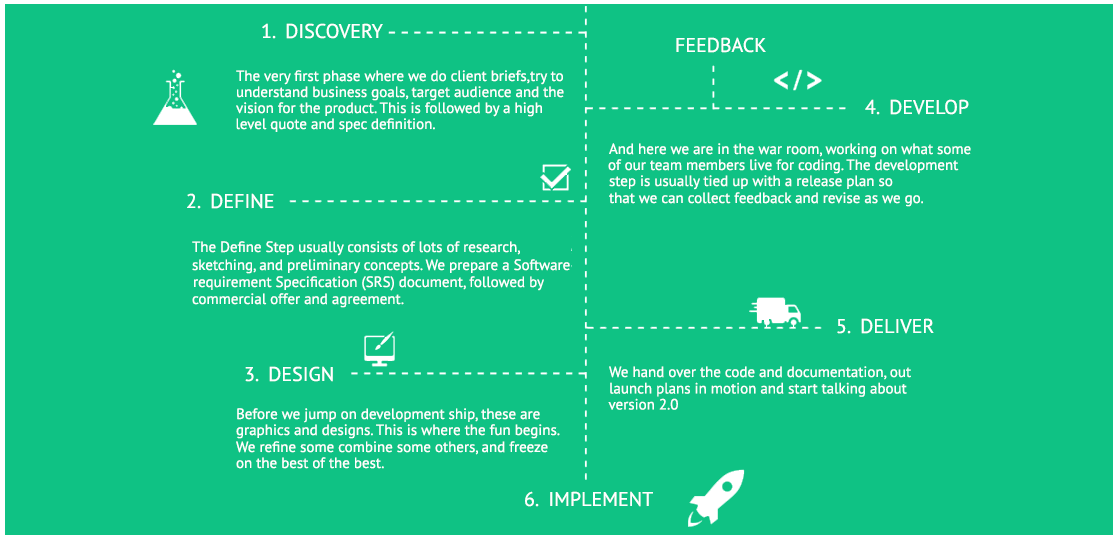 1. DISCOVERY
The very first phase where we do client briefs,try to
understand business goals, target audience and the
vision for the product. This is followed by a high
level quote and spec definition.
2. DEFINE
The Define Step usually consists of lots of research,
sketching, and preliminary concepts. We prepare a Software
requirement Specification (SRS) document, followed by
commercial offer and agreement.
3. DESIGN
Before we jump on development ship, these are
graphics and designs. This is where the fun begins.
We refine some combine some others, and freeze
on the best of the best.
FEEDBACK
</>
4. DEVELOP
And here we are in the war room, working on what some
of our team members live for coding. The development
step is usually tied up with a release plan so
that we can collect feedback and revise as we go.
5. DELIVER
We hand over the code and documentation, out
launch plans in motion and start talking about
version 2.0
6. IMPLEMENT